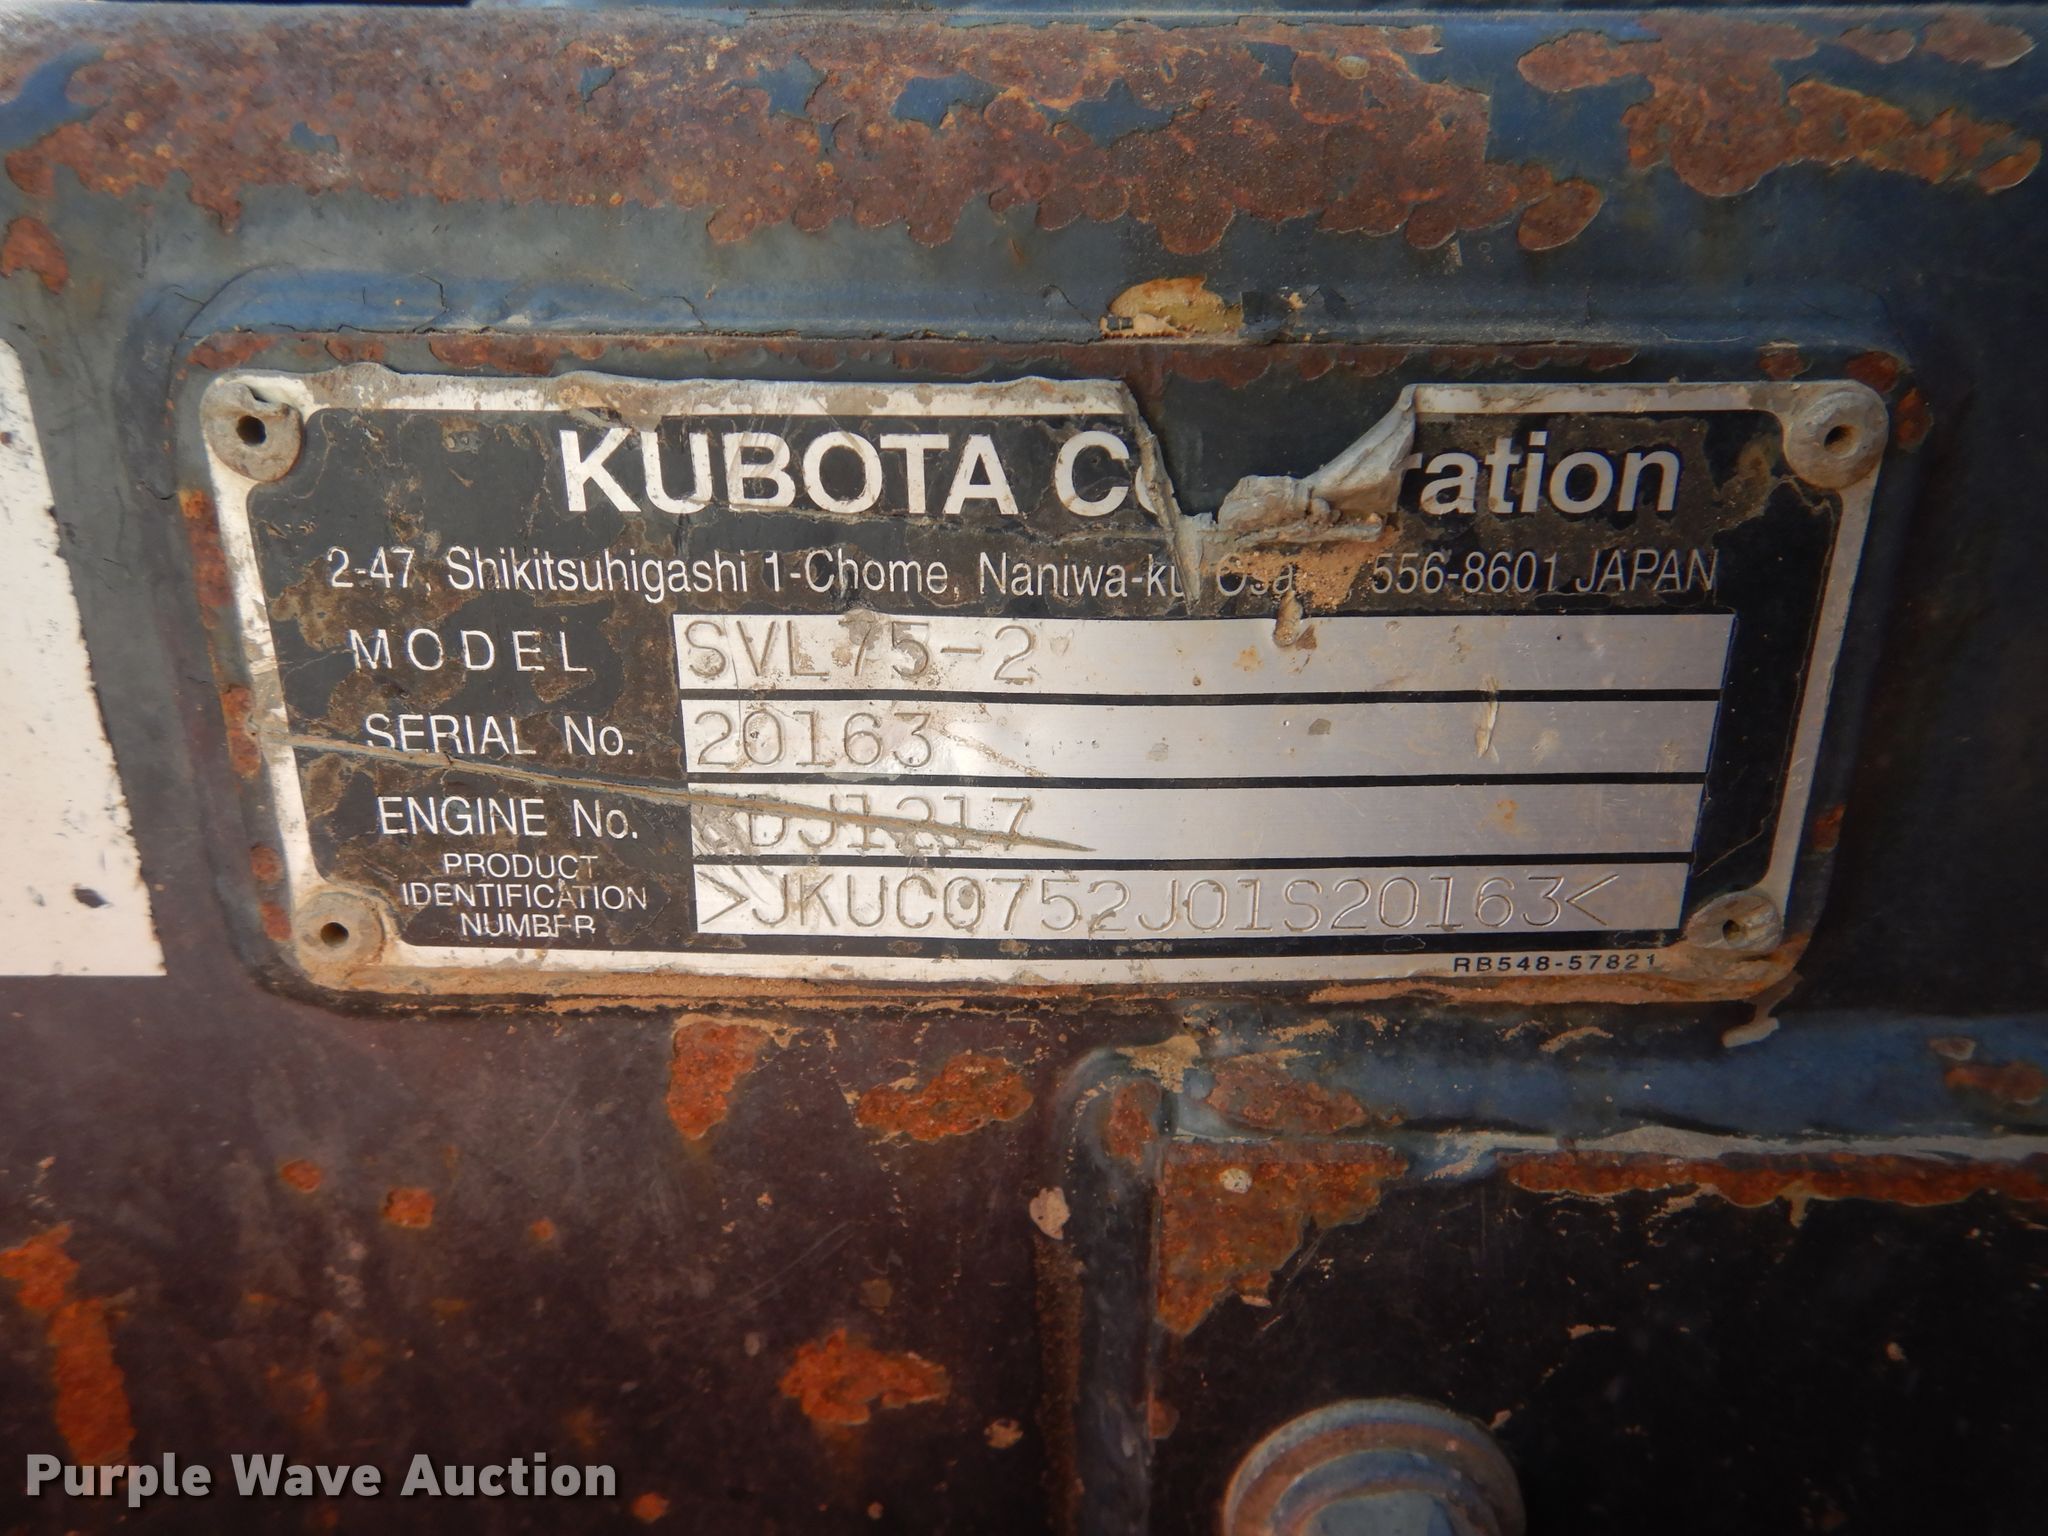 KUBOTA ration
2-47, Shikitsuhigashi 1-Chome, Naniwa-ku 556-8601 JAPAN
MODEL SVL75-2
SERIAL No. 20163
ENGINE No.
PRODUCT
IDENTIFICATION
NUMBER
>JKUC0752J01S20163<
RB548-57821
Purple Wave Auction